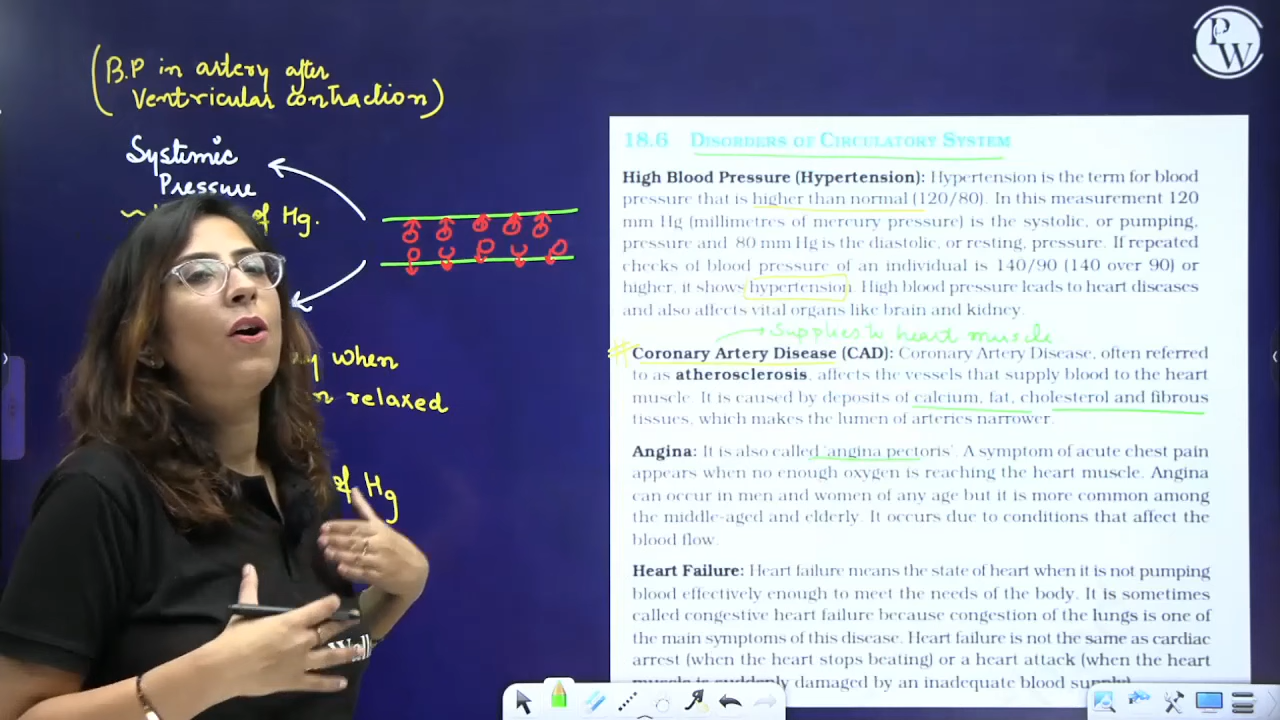 (B.P in artery after
Ventricular contraction)
Systemic
Pressure
of Hg.
when
relaxed
of Hg
PW
18.6 DISORDERS OF CIRCULATORY SYSTEM
High Blood Pressure (Hypertension): Hypertension is the term for blood
pressure that is higher than normal (120/80). In this measurement 120
mm Hg (millimetres of mercury pressure) is the systolic, or pumping,
pressure and 80 mm Hg is the diastolic, or resting, pressure. If repeated
checks of blood pressure of an individual is 140/90 (140 over 90) or
higher, it shows hypertension. High blood pressure leads to heart diseases
and also affects vital organs like brain and kidney.
Supplies to heart muscle
# Coronary Artery Disease (CAD): Coronary Artery Disease, often referred
to as atherosclerosis, affects the vessels that supply blood to the heart
muscle. It is caused by deposits of calcium, fat, cholesterol and fibrous
tissues, which makes the lumen of arteries narrower.
Angina: It is also called 'angina pectoris'. A symptom of acute chest pain
appears when no enough oxygen is reaching the heart muscle. Angina
can occur in men and women of any age but it is more common among
the middle-aged and elderly. It occurs due to conditions that affect the
blood flow.
Heart Failure: Heart failure means the state of heart when it is not pumping
blood effectively enough to meet the needs of the body. It is sometimes
called congestive heart failure because congestion of the lungs is one of
the main symptoms of this disease. Heart failure is not the same as cardiac
arrest (when the heart stops beating) or a heart attack (when the heart
muscle is suddenly damaged by an inadequate blood supply).